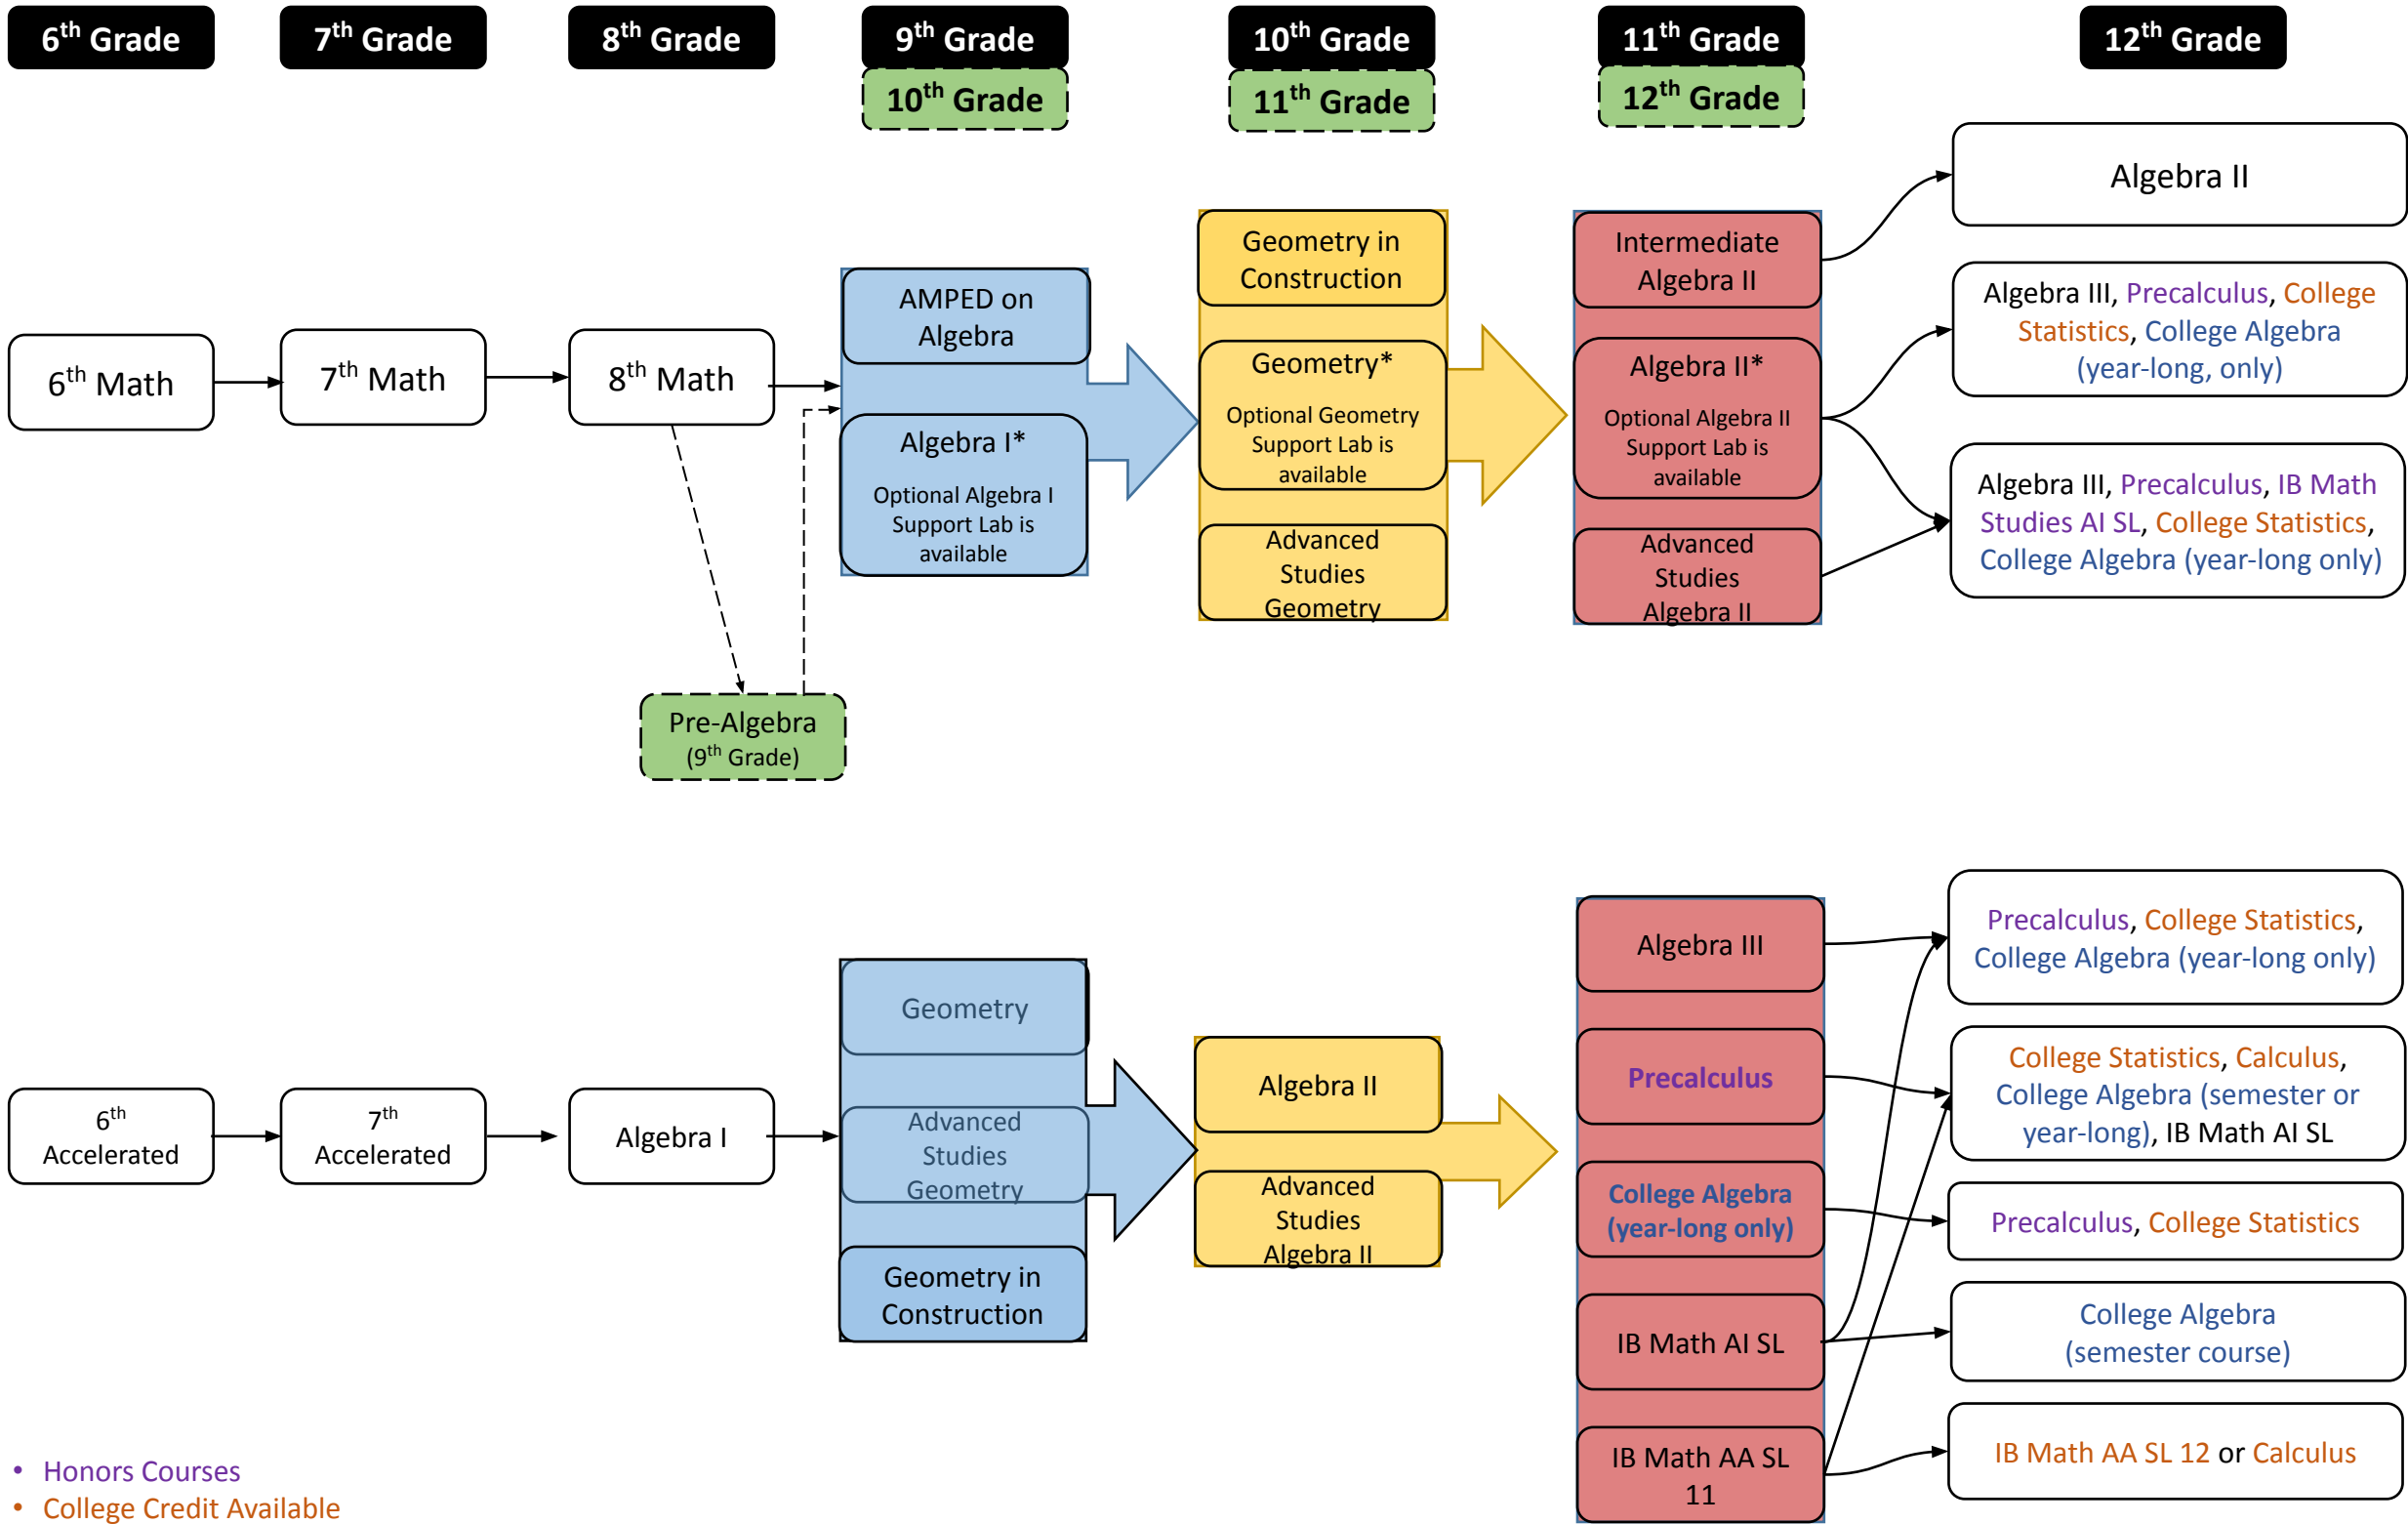 6th Grade
7th Grade
8th Grade
9th Grade
10th Grade
11th Grade
12th Grade
10th Grade
11th Grade
12th Grade
6th Math
7th Math
8th Math
Pre-Algebra
(9th Grade)
AMPED on
Algebra
Algebra I*
Optional Algebra I
Support Lab is
available
Geometry in
Construction
Geometry*
Optional Geometry
Support Lab is
available
Advanced
Studies
Geometry
Intermediate
Algebra II
Algebra II*
Optional Algebra II
Support Lab is
available
Advanced
Studies
Algebra II
Algebra II
Algebra III, Precalculus, College
Statistics, College Algebra
(year-long, only)
Algebra III, Precalculus, IB Math
Studies AI SL, College Statistics,
College Algebra (year-long only)
6th
Accelerated
7th
Accelerated
Algebra I
Geometry
Advanced
Studies
Geometry
Geometry in
Construction
Algebra II
Advanced
Studies
Algebra II
Algebra III
Precalculus
College Algebra
(year-long only)
IB Math AI SL
IB Math AA SL
11
Precalculus, College Statistics,
College Algebra (year-long only)
College Statistics, Calculus,
College Algebra (semester or
year-long), IB Math AI SL
Precalculus, College Statistics
College Algebra
(semester course)
IB Math AA SL 12 or Calculus
• Honors Courses
• College Credit Available